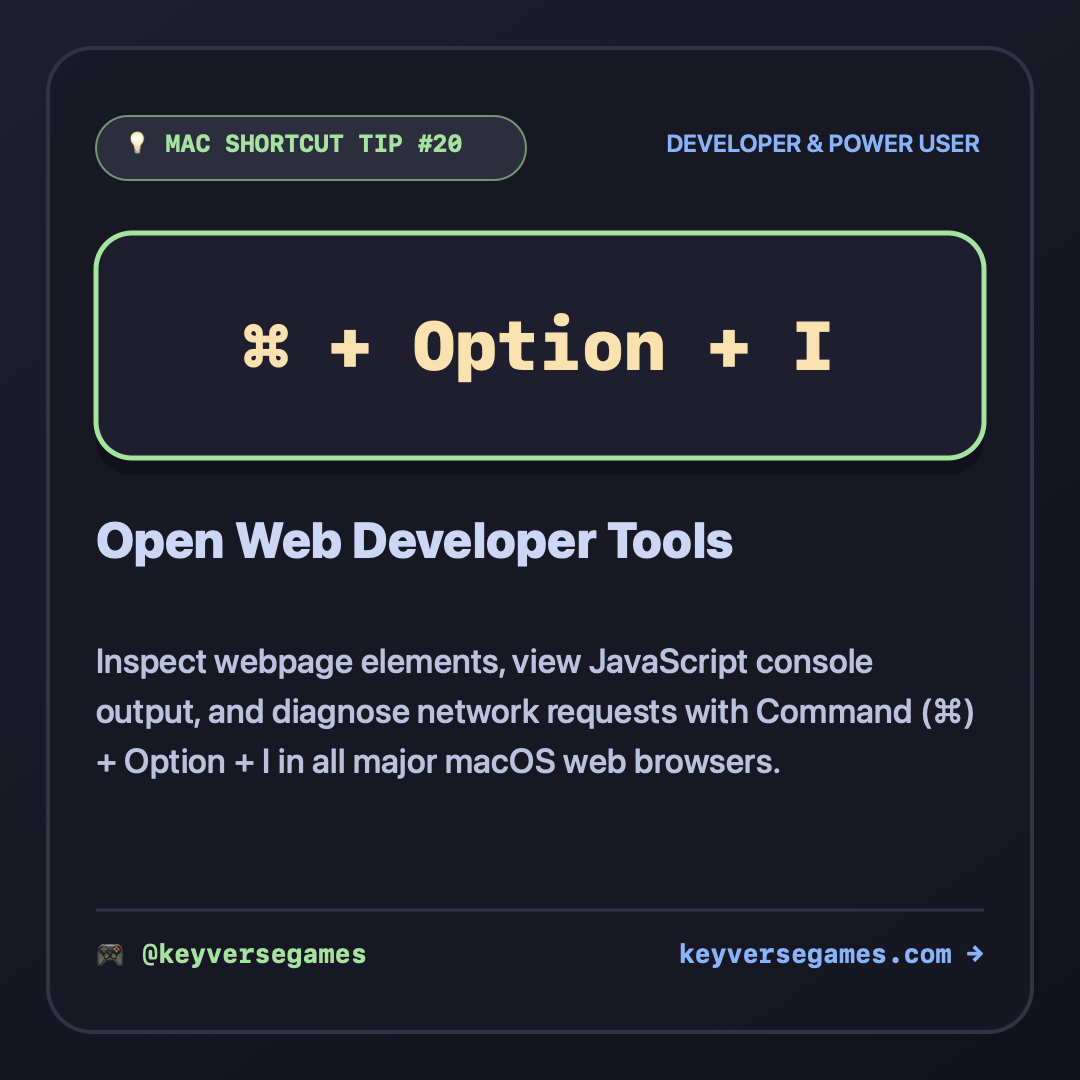 💡 MAC SHORTCUT TIP #20
DEVELOPER & POWER USER
⌘ + Option + I
Open Web Developer Tools
Inspect webpage elements, view JavaScript console
output, and diagnose network requests with Command (⌘)
+ Option + I in all major macOS web browsers.
🎮 @keyversegames
keyversegames.com →